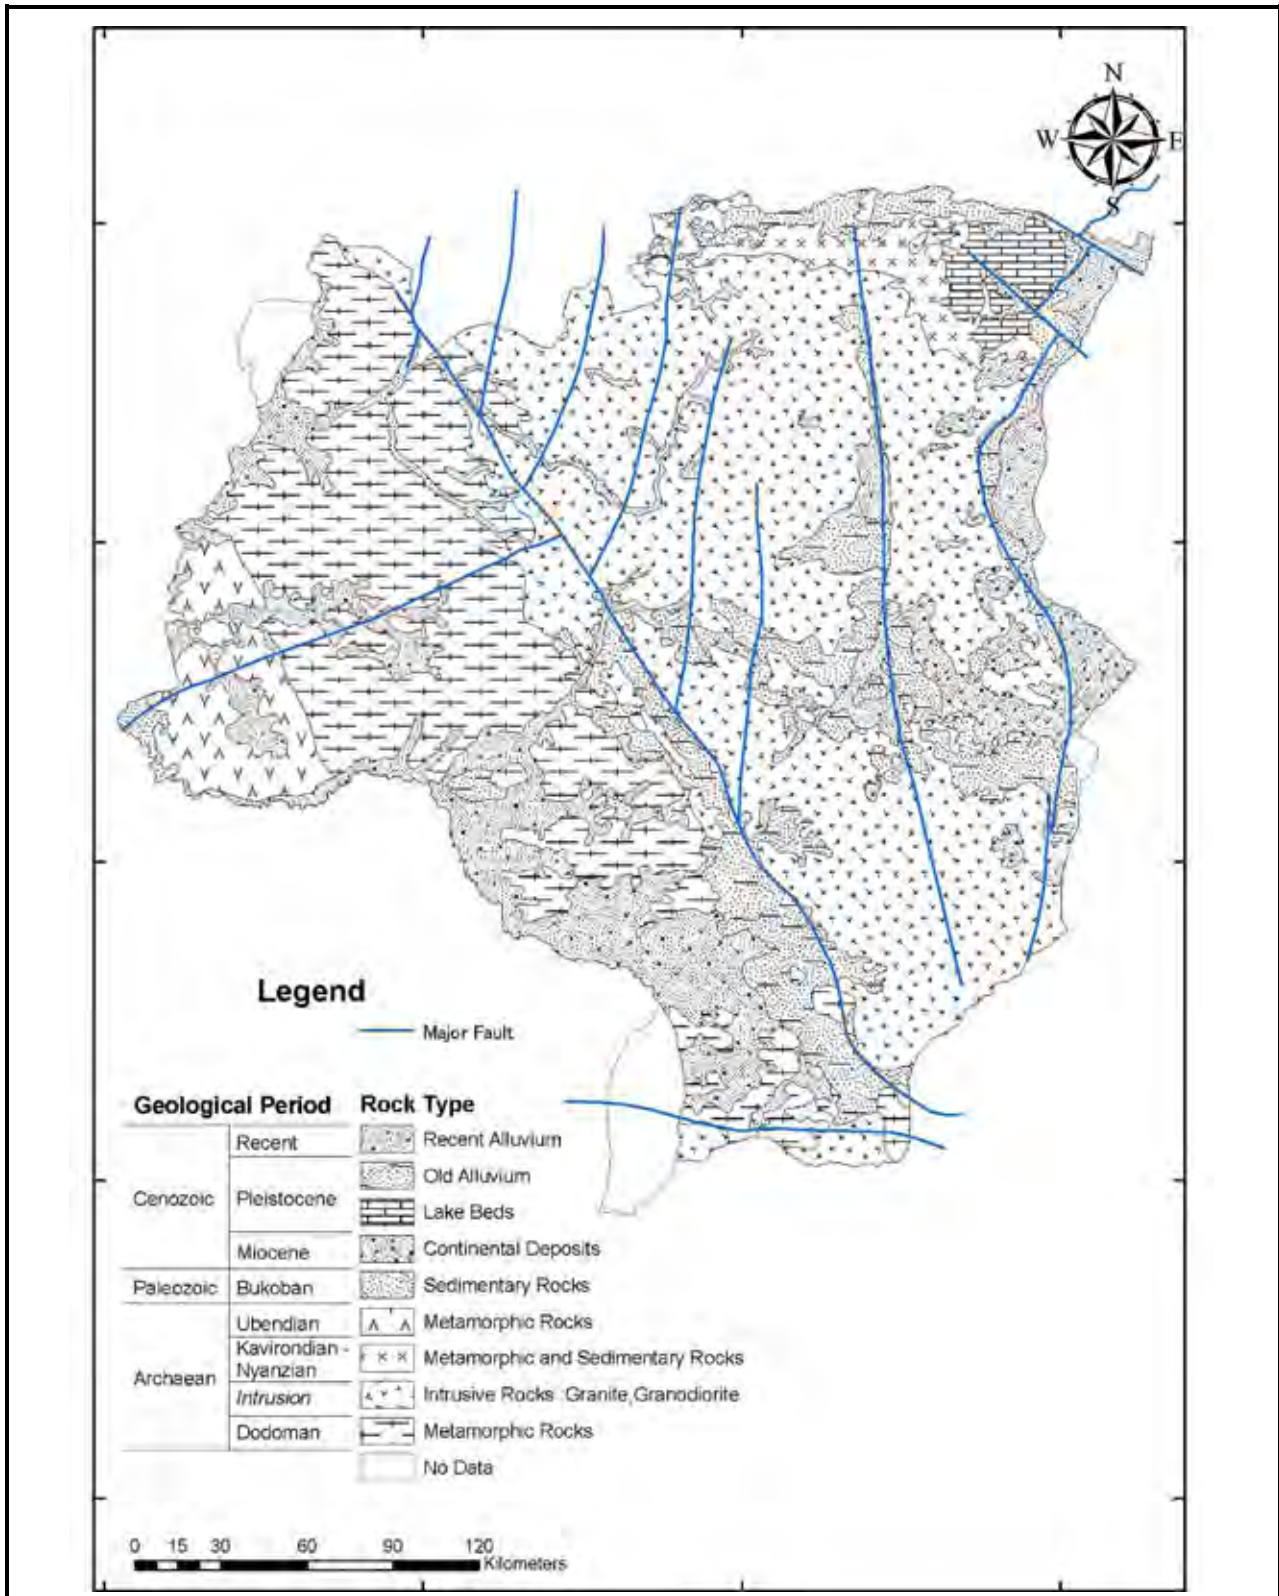 N
W E
S
Legend
Major Fault
Geological Period Rock Type
Cenozoic
Recent
Recent Alluvium
Pleistocene
Old Alluvium
Lake Beds
Miocene
Continental Deposits
Paleozoic
Bukoban
Sedimentary Rocks
Archaean
Ubendian
Metamorphic Rocks
Kavirondian -
Nyanzian
Metamorphic and Sedimentary Rocks
Intrusion
Intrusive Rocks : Granite,Granodiorite
Dodoman
Metamorphic Rocks
No Data
0 15 30 60 90 120
Kilometers